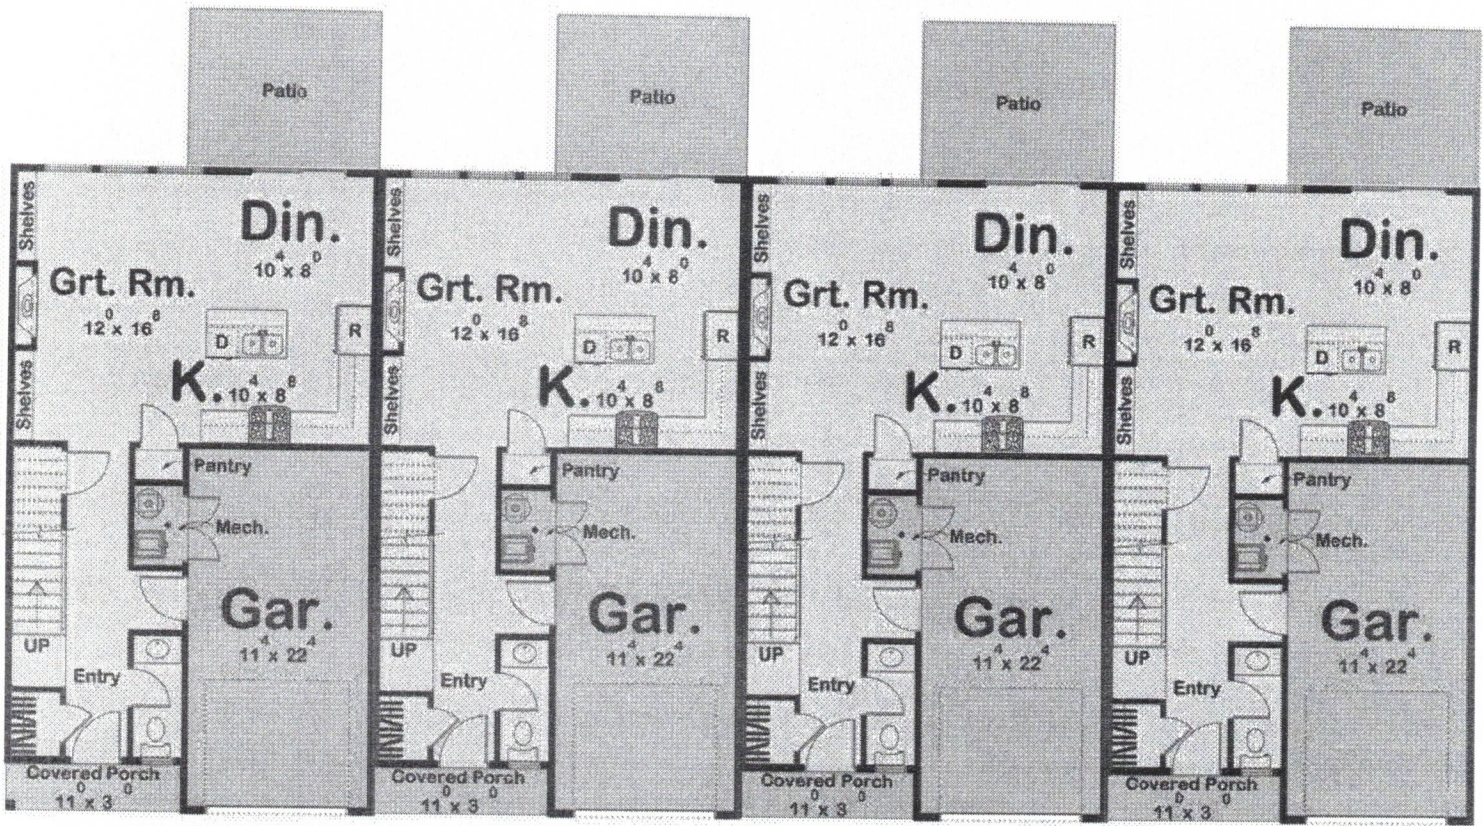 Patio
Shelves
Din.
10⁴ x 8⁰
Grt. Rm.
12⁰ x 16⁸
D
R
K. 10⁴ x 8⁸
Shelves
Pantry
Mech.
Gar.
11⁴ x 22⁴
UP
Entry
Covered Porch
11⁰ x 3⁰
Patio
Shelves
Din.
10⁴ x 8⁰
Grt. Rm.
12⁰ x 16⁸
D
R
K. 10⁴ x 8⁸
Shelves
Pantry
Mech.
Gar.
11⁴ x 22⁴
UP
Entry
Covered Porch
11⁰ x 3⁰
Patio
Shelves
Din.
10⁴ x 8⁰
Grt. Rm.
12⁰ x 16⁸
D
R
K. 10⁴ x 8⁸
Shelves
Pantry
Mech.
Gar.
11⁴ x 22⁴
UP
Entry
Covered Porch
11⁰ x 3⁰
Patio
Shelves
Din.
10⁴ x 8⁰
Grt. Rm.
12⁰ x 16⁸
D
R
K. 10⁴ x 8⁸
Shelves
Pantry
Mech.
Gar.
11⁴ x 22⁴
UP
Entry
Covered Porch
11⁰ x 3⁰